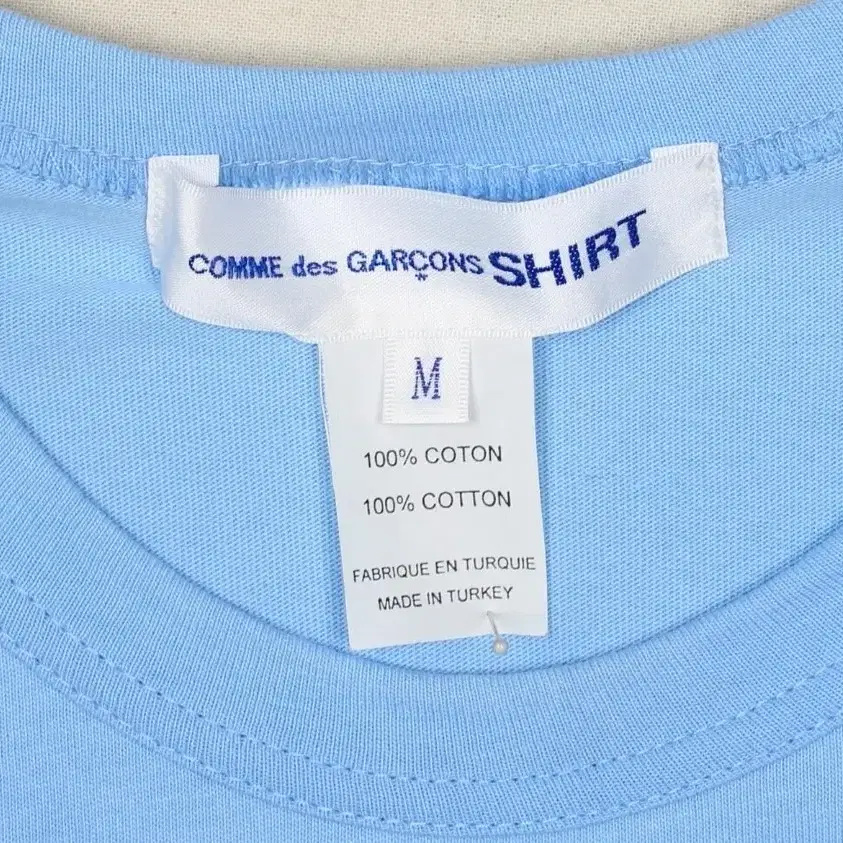 COMME des GARÇONS SHIRT
*
M
100% COTON
100% COTTON
FABRIQUE EN TURQUIE
MADE IN TURKEY